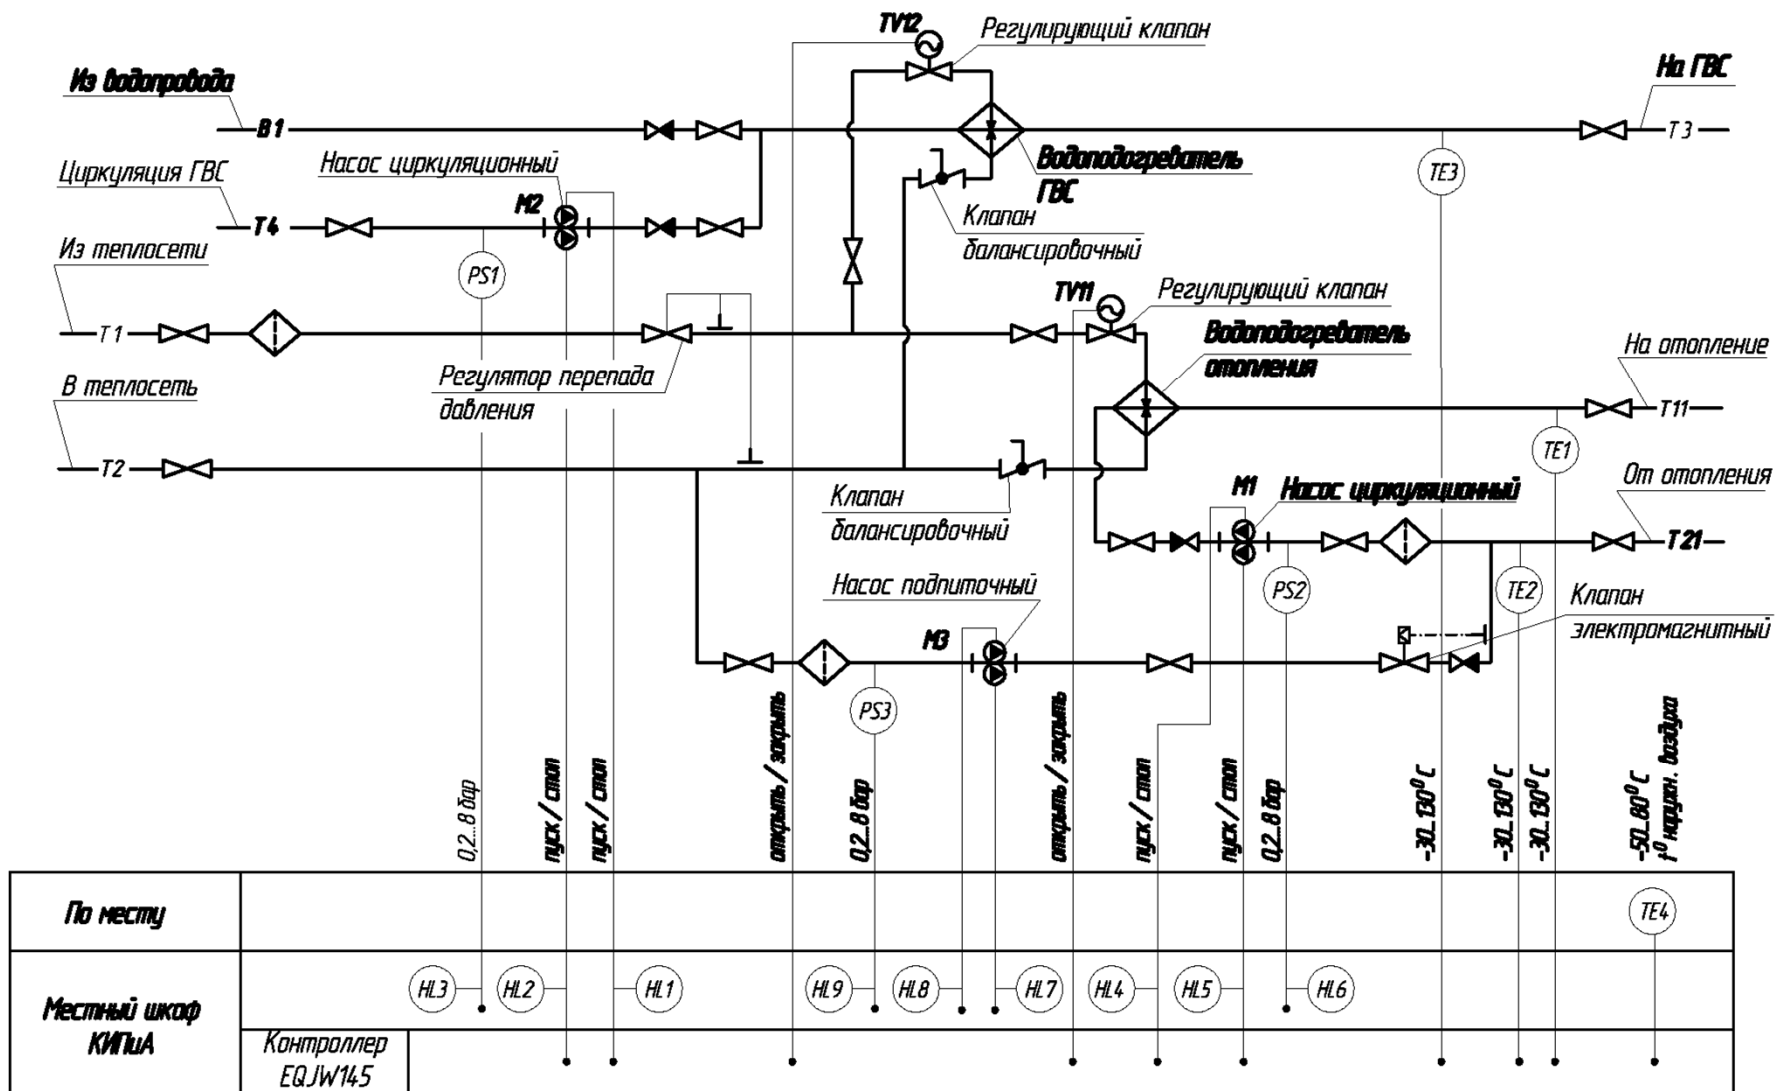 TV12
Регулирующий клапан
Из водопровода
На ГВС
В1
Т3
Насос циркуляционный
Водоподогреватель
ГВС
TE3
Циркуляция ГВС
М2
Т4
Клапан
балансировочный
Из теплосети
PS1
TV11
Регулирующий клапан
Т1
Водоподогреватель
отопления
На отопление
В теплосеть
Регулятор перепада
давления
Т11
TE1
Т2
От отопления
М1
Насос циркуляционный
Клапан
балансировочный
Т21
Насос подпиточный
PS2
TE2
Клапан
электромагнитный
М3
PS3
0,2...8 бар
пуск / стоп
пуск / стоп
открыть / закрыть
0,2...8 бар
открыть / закрыть
пуск / стоп
пуск / стоп
0,2...8 бар
-30...130⁰ С
-30...130⁰ С
-30...130⁰ С
-50...80⁰ С
t⁰ наружн. воздуха
По месту
TE4
Местный шкаф
КИПиА
HL3
HL2
HL1
HL9
HL8
HL7
HL4
HL5
HL6
Контроллер
EQJW145